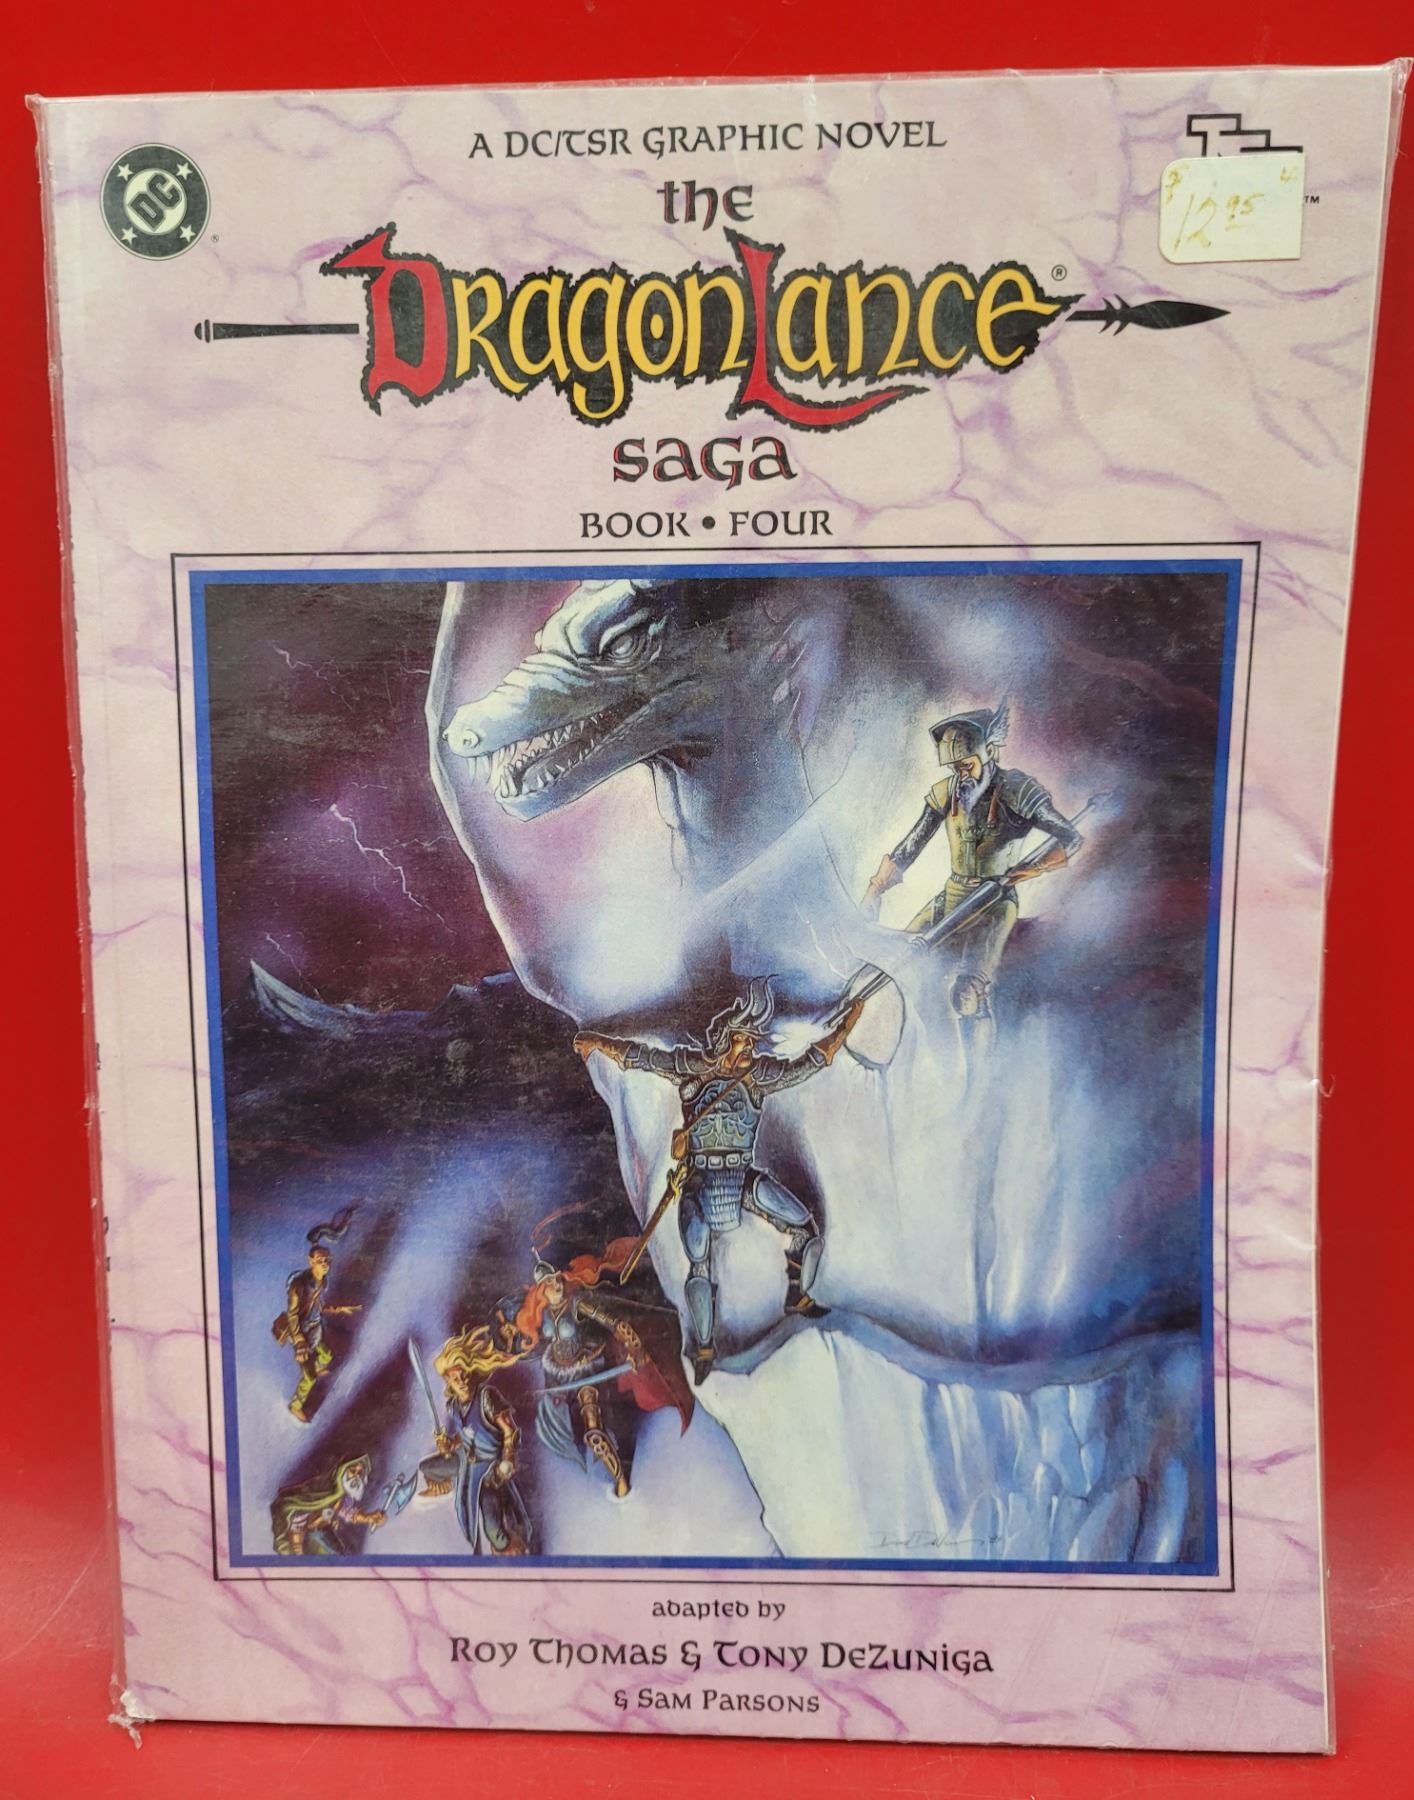 A DC/TSR GRAPHIC NOVEL
DC
®
$12.95
TM
the
DRAGONLANCE®
SAGA
BOOK • FOUR
adapted by
Roy Thomas & Tony DeZuniga
& Sam Parsons